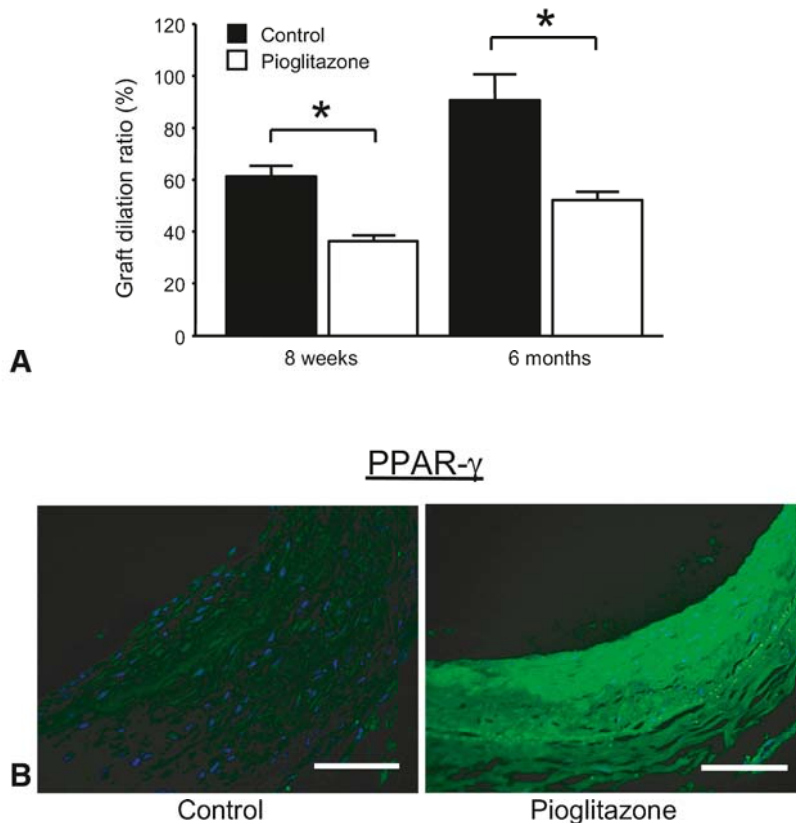 120
100
80
60
40
20
0
Graft dilation ratio (%)
Control
Pioglitazone
*
*
8 weeks
6 months
A
PPAR-γ
B
Control
Pioglitazone